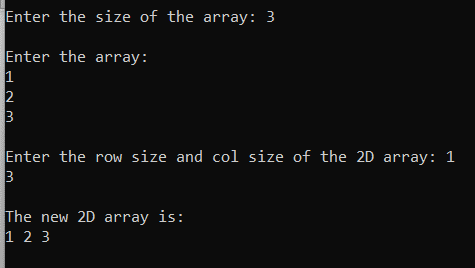 Enter the size of the array: 3
Enter the array:
1
2
3
Enter the row size and col size of the 2D array: 1
3
The new 2D array is:
1 2 3